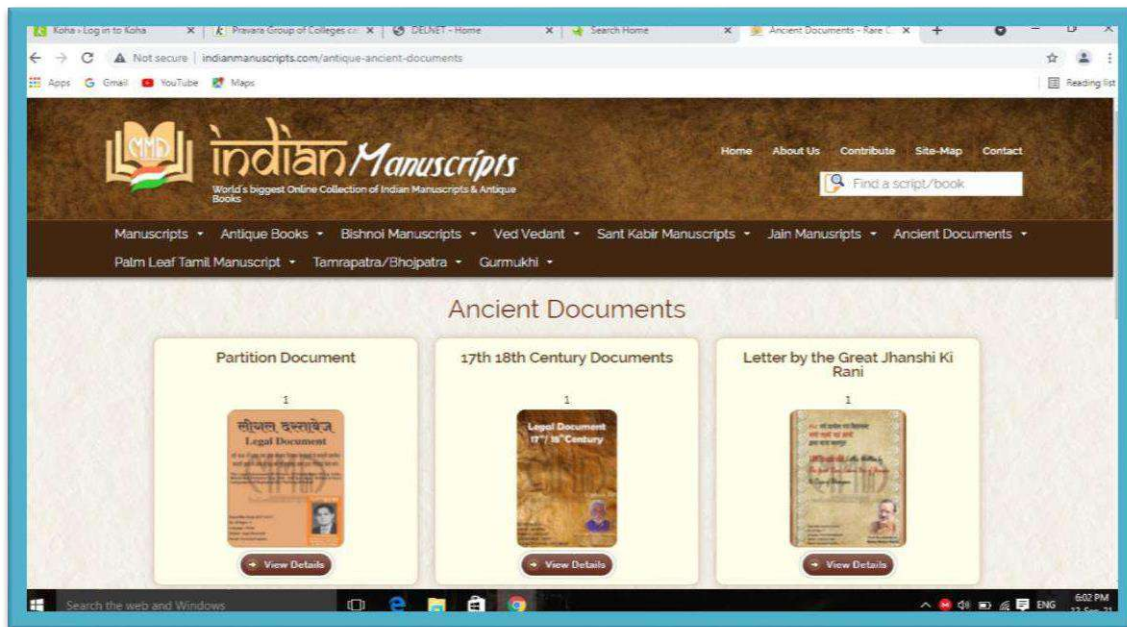 Koha › Log in to Koha
Pravara Group of Colleges
DELNET - Home
Search Home
Ancient Documents - Rare
Not secure | indianmanuscripts.com/antique-ancient-documents
Apps Gmail YouTube Maps Reading list
MMD
indian Manuscripts
World's biggest Online Collection of Indian Manuscripts & Antique
Books
Home About Us Contribute Site-Map Contact
Find a script/book
Manuscripts Antique Books Bishnoi Manuscripts Ved Vedant Sant Kabir Manuscripts Jain Manusripts Ancient Documents
Palm Leaf Tamil Manuscript Tamrapatra/Bhojpatra Gurmukhi
Ancient Documents
Partition Document
1
लीगल दस्तावेज
Legal Document
View Details
17th 18th Century Documents
1
Legal Document
17th/ 18th Century
View Details
Letter by the Great Jhanshi Ki
Rani
1
View Details
Search the web and Windows
ENG
6:02 PM